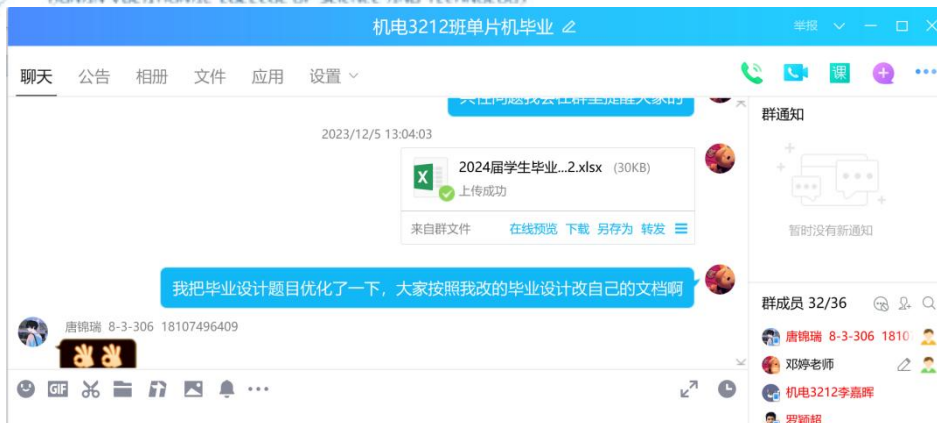 机电3212班单片机毕业
举报
聊天 公告 相册 文件 应用 设置
课
2023/12/5 13:04:03
2024届学生毕业...2.xlsx (30KB)
上传成功
来自群文件 在线预览 下载 另存为 转发
我把毕业设计题目优化了一下，大家按照我改的毕业设计改自己的文档啊
唐锦瑞 8-3-306 18107496409
GIF
群通知
暂时没有新通知
群成员 32/36
唐锦瑞 8-3-306 1810
邓婷老师
机电3212李嘉晖
罗颖超